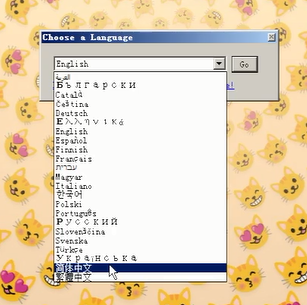 Choose a Language
English
Go
العربية
Български
Català
Čeština
Deutsch
Ελληνικά
English
Español
Finnish
Français
עברית
Magyar
Italiano
한국어
Polski
Português
Русский
Slovenčina
Svenska
Türkçe
Українська
简体中文
繁體中文